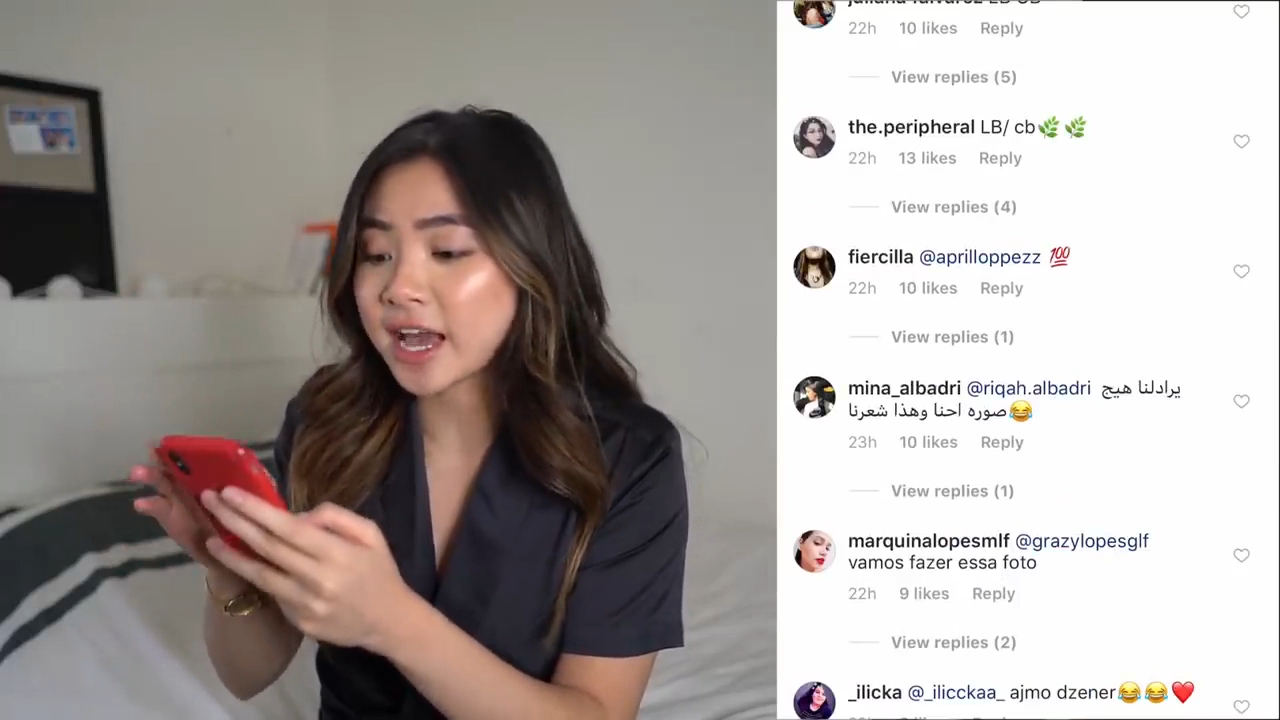 22h 10 likes Reply
View replies (5)
the.peripheral LB/ cb🌿🌿
22h 13 likes Reply
View replies (4)
fiercilla @aprilloppezz 💯
22h 10 likes Reply
View replies (1)
mina_albadri @riqah.albadri يرادلنا هيج
صوره احنا وهذا شعرنا😂
23h 10 likes Reply
View replies (1)
marquinalopesmlf @grazylopesglf
vamos fazer essa foto
22h 9 likes Reply
View replies (2)
_ilicka @_ilicckaa_ ajmo dzener😂😂❤️